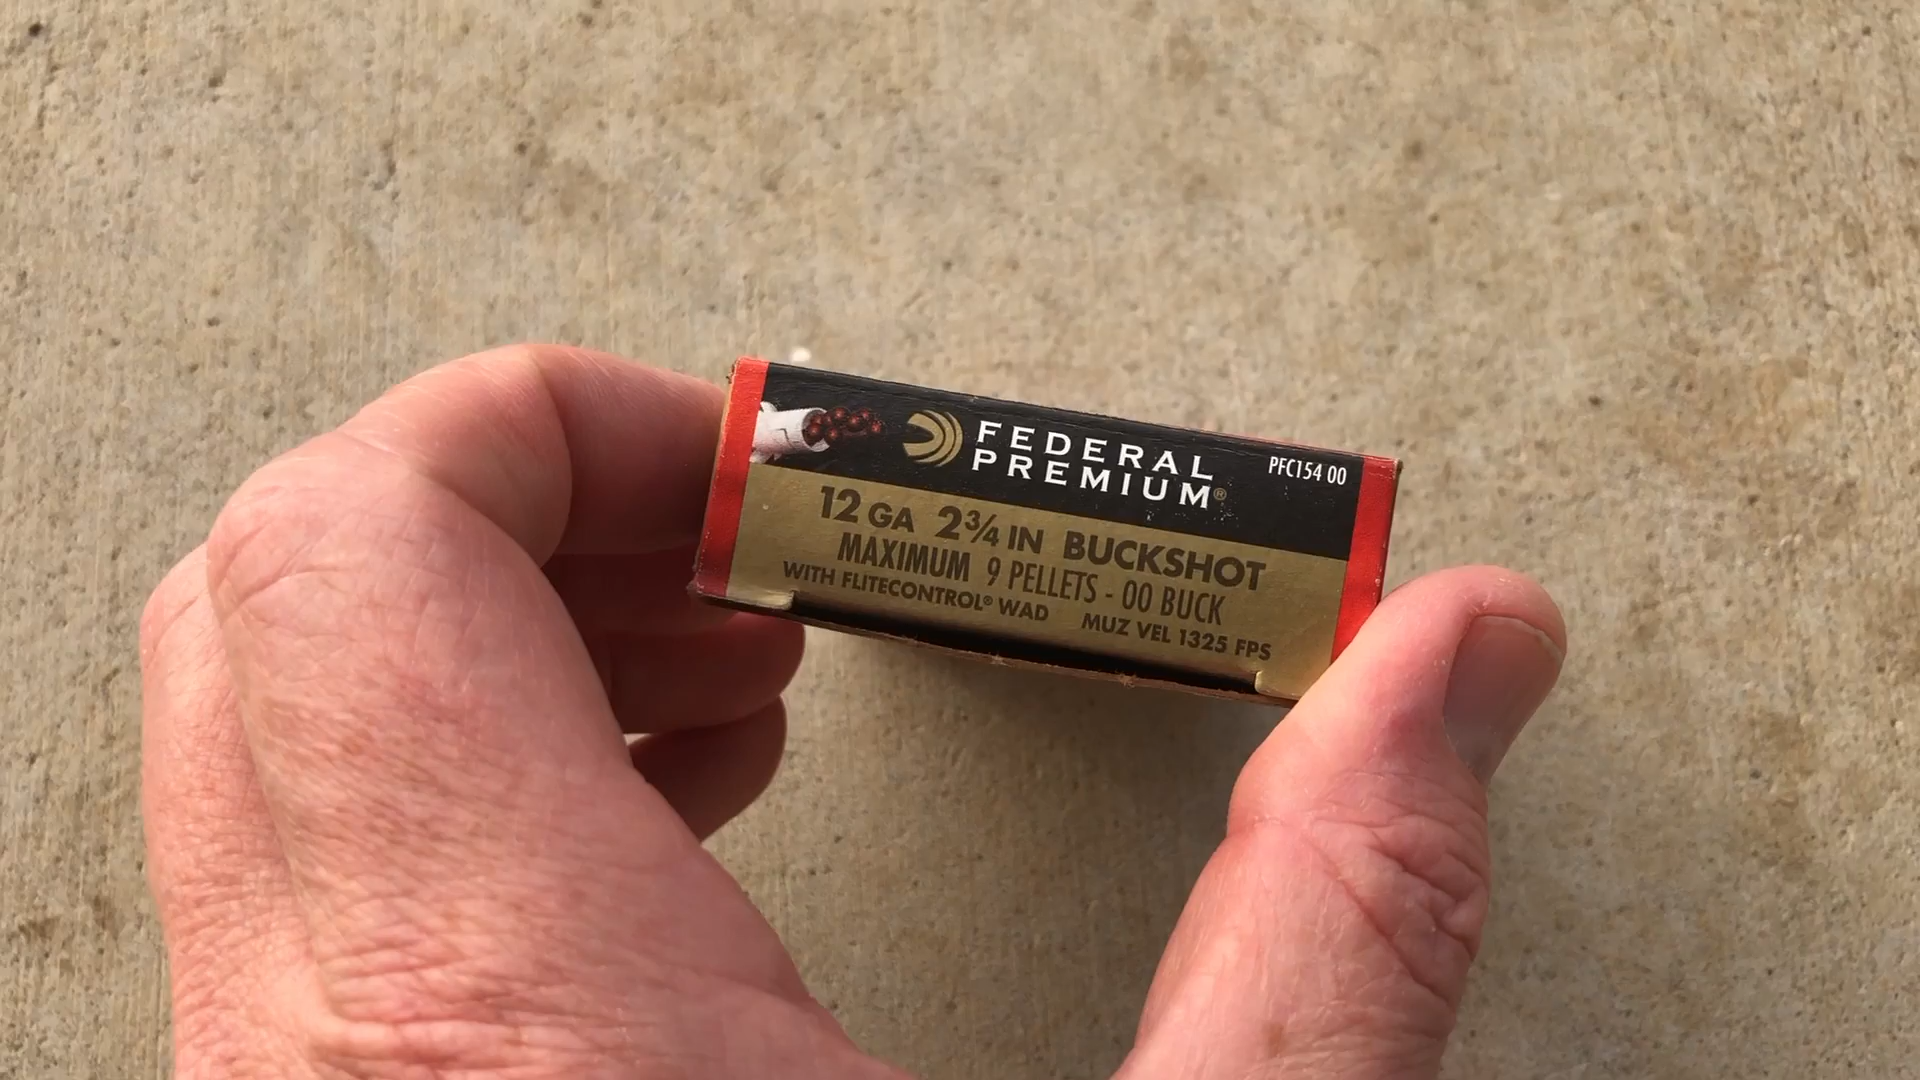 FEDERAL
PREMIUM®
PFC154 00
12 GA 2¾ IN BUCKSHOT
MAXIMUM 9 PELLETS - 00 BUCK
WITH FLITECONTROL® WAD MUZ VEL 1325 FPS